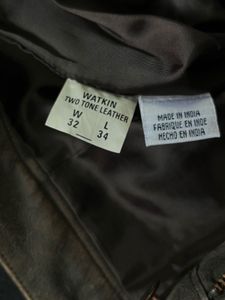 WATKIN
TWO TONE LEATHER
W L
32 34
MADE IN INDIA
FABRIQUE EN INDE
HECHO EN INDIA